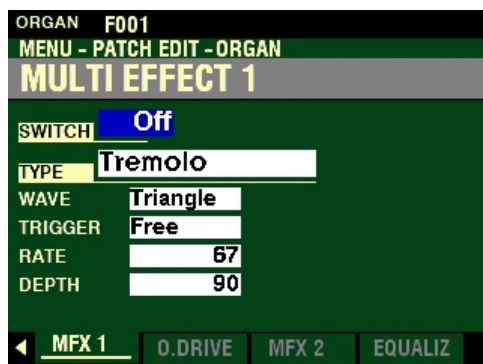 ORGAN F001
MENU - PATCH EDIT - ORGAN
MULTI EFFECT 1
SWITCH Off
TYPE Tremolo
WAVE Triangle
TRIGGER Free
RATE 67
DEPTH 90
MFX 1 O.DRIVE MFX 2 EQUALIZ